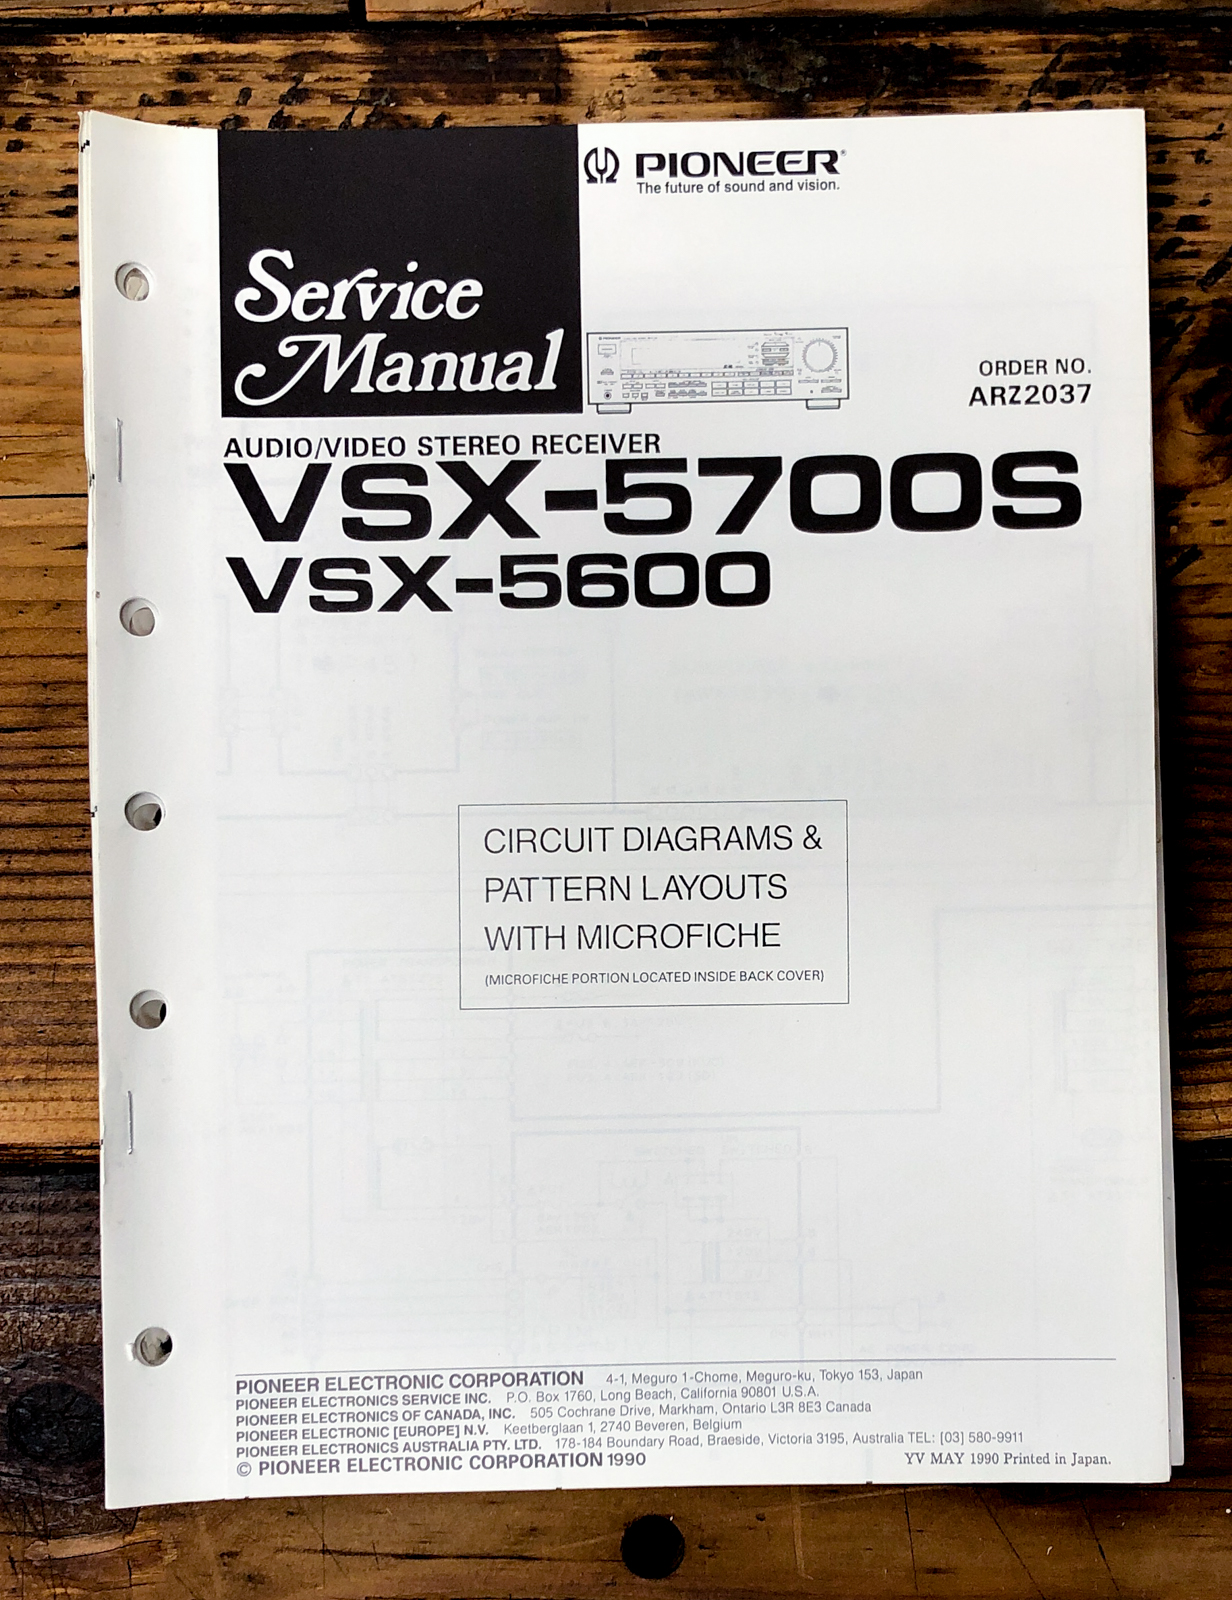 PIONEER®
The future of sound and vision.
Service
Manual
ORDER NO.
ARZ2037
AUDIO/VIDEO STEREO RECEIVER
VSX-5700S
VSX-5600
CIRCUIT DIAGRAMS &
PATTERN LAYOUTS
WITH MICROFICHE
(MICROFICHE PORTION LOCATED INSIDE BACK COVER)
PIONEER ELECTRONIC CORPORATION 4-1, Meguro 1-Chome, Meguro-ku, Tokyo 153, Japan
PIONEER ELECTRONICS SERVICE INC. P.O. Box 1760, Long Beach, California 90801 U.S.A.
PIONEER ELECTRONICS OF CANADA, INC. 505 Cochrane Drive, Markham, Ontario L3R 8E3 Canada
PIONEER ELECTRONIC [EUROPE] N.V. Keetberglaan 1, 2740 Beveren, Belgium
PIONEER ELECTRONICS AUSTRALIA PTY. LTD. 178-184 Boundary Road, Braeside, Victoria 3195, Australia TEL: [03] 580-9911
© PIONEER ELECTRONIC CORPORATION 1990
YV MAY 1990 Printed in Japan.